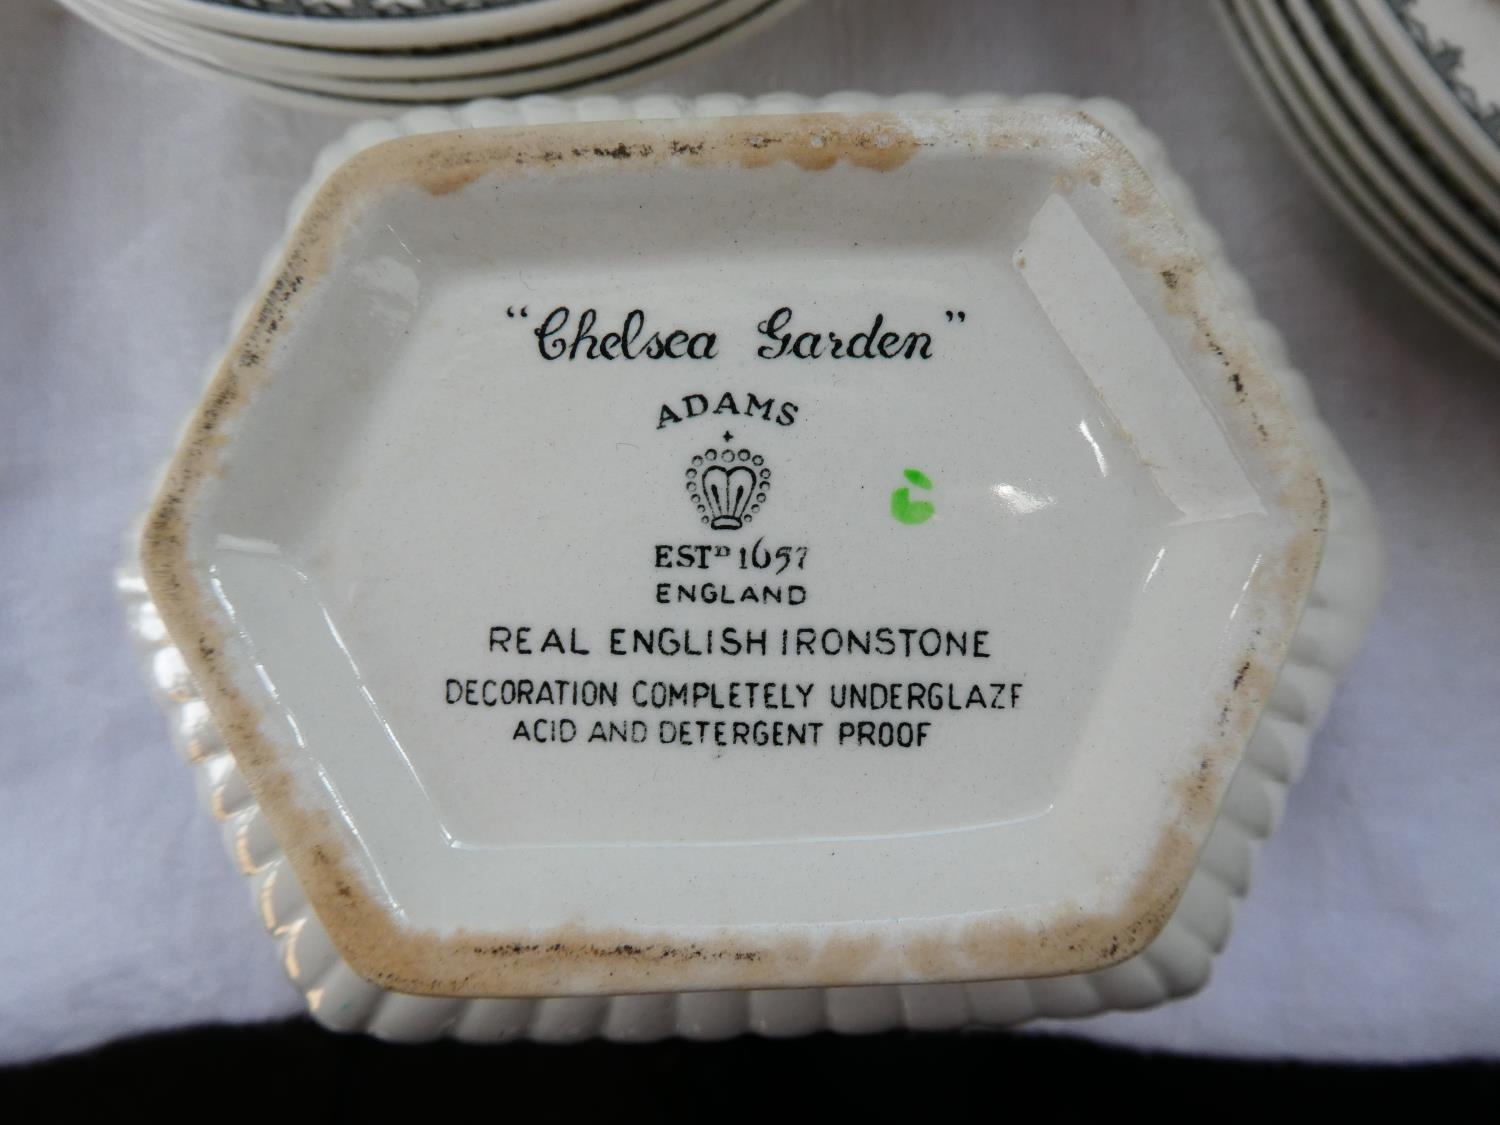 "Chelsea Garden"
ADAMS
ESTD 1657
ENGLAND
REAL ENGLISH IRONSTONE
DECORATION COMPLETELY UNDERGLAZE
ACID AND DETERGENT PROOF